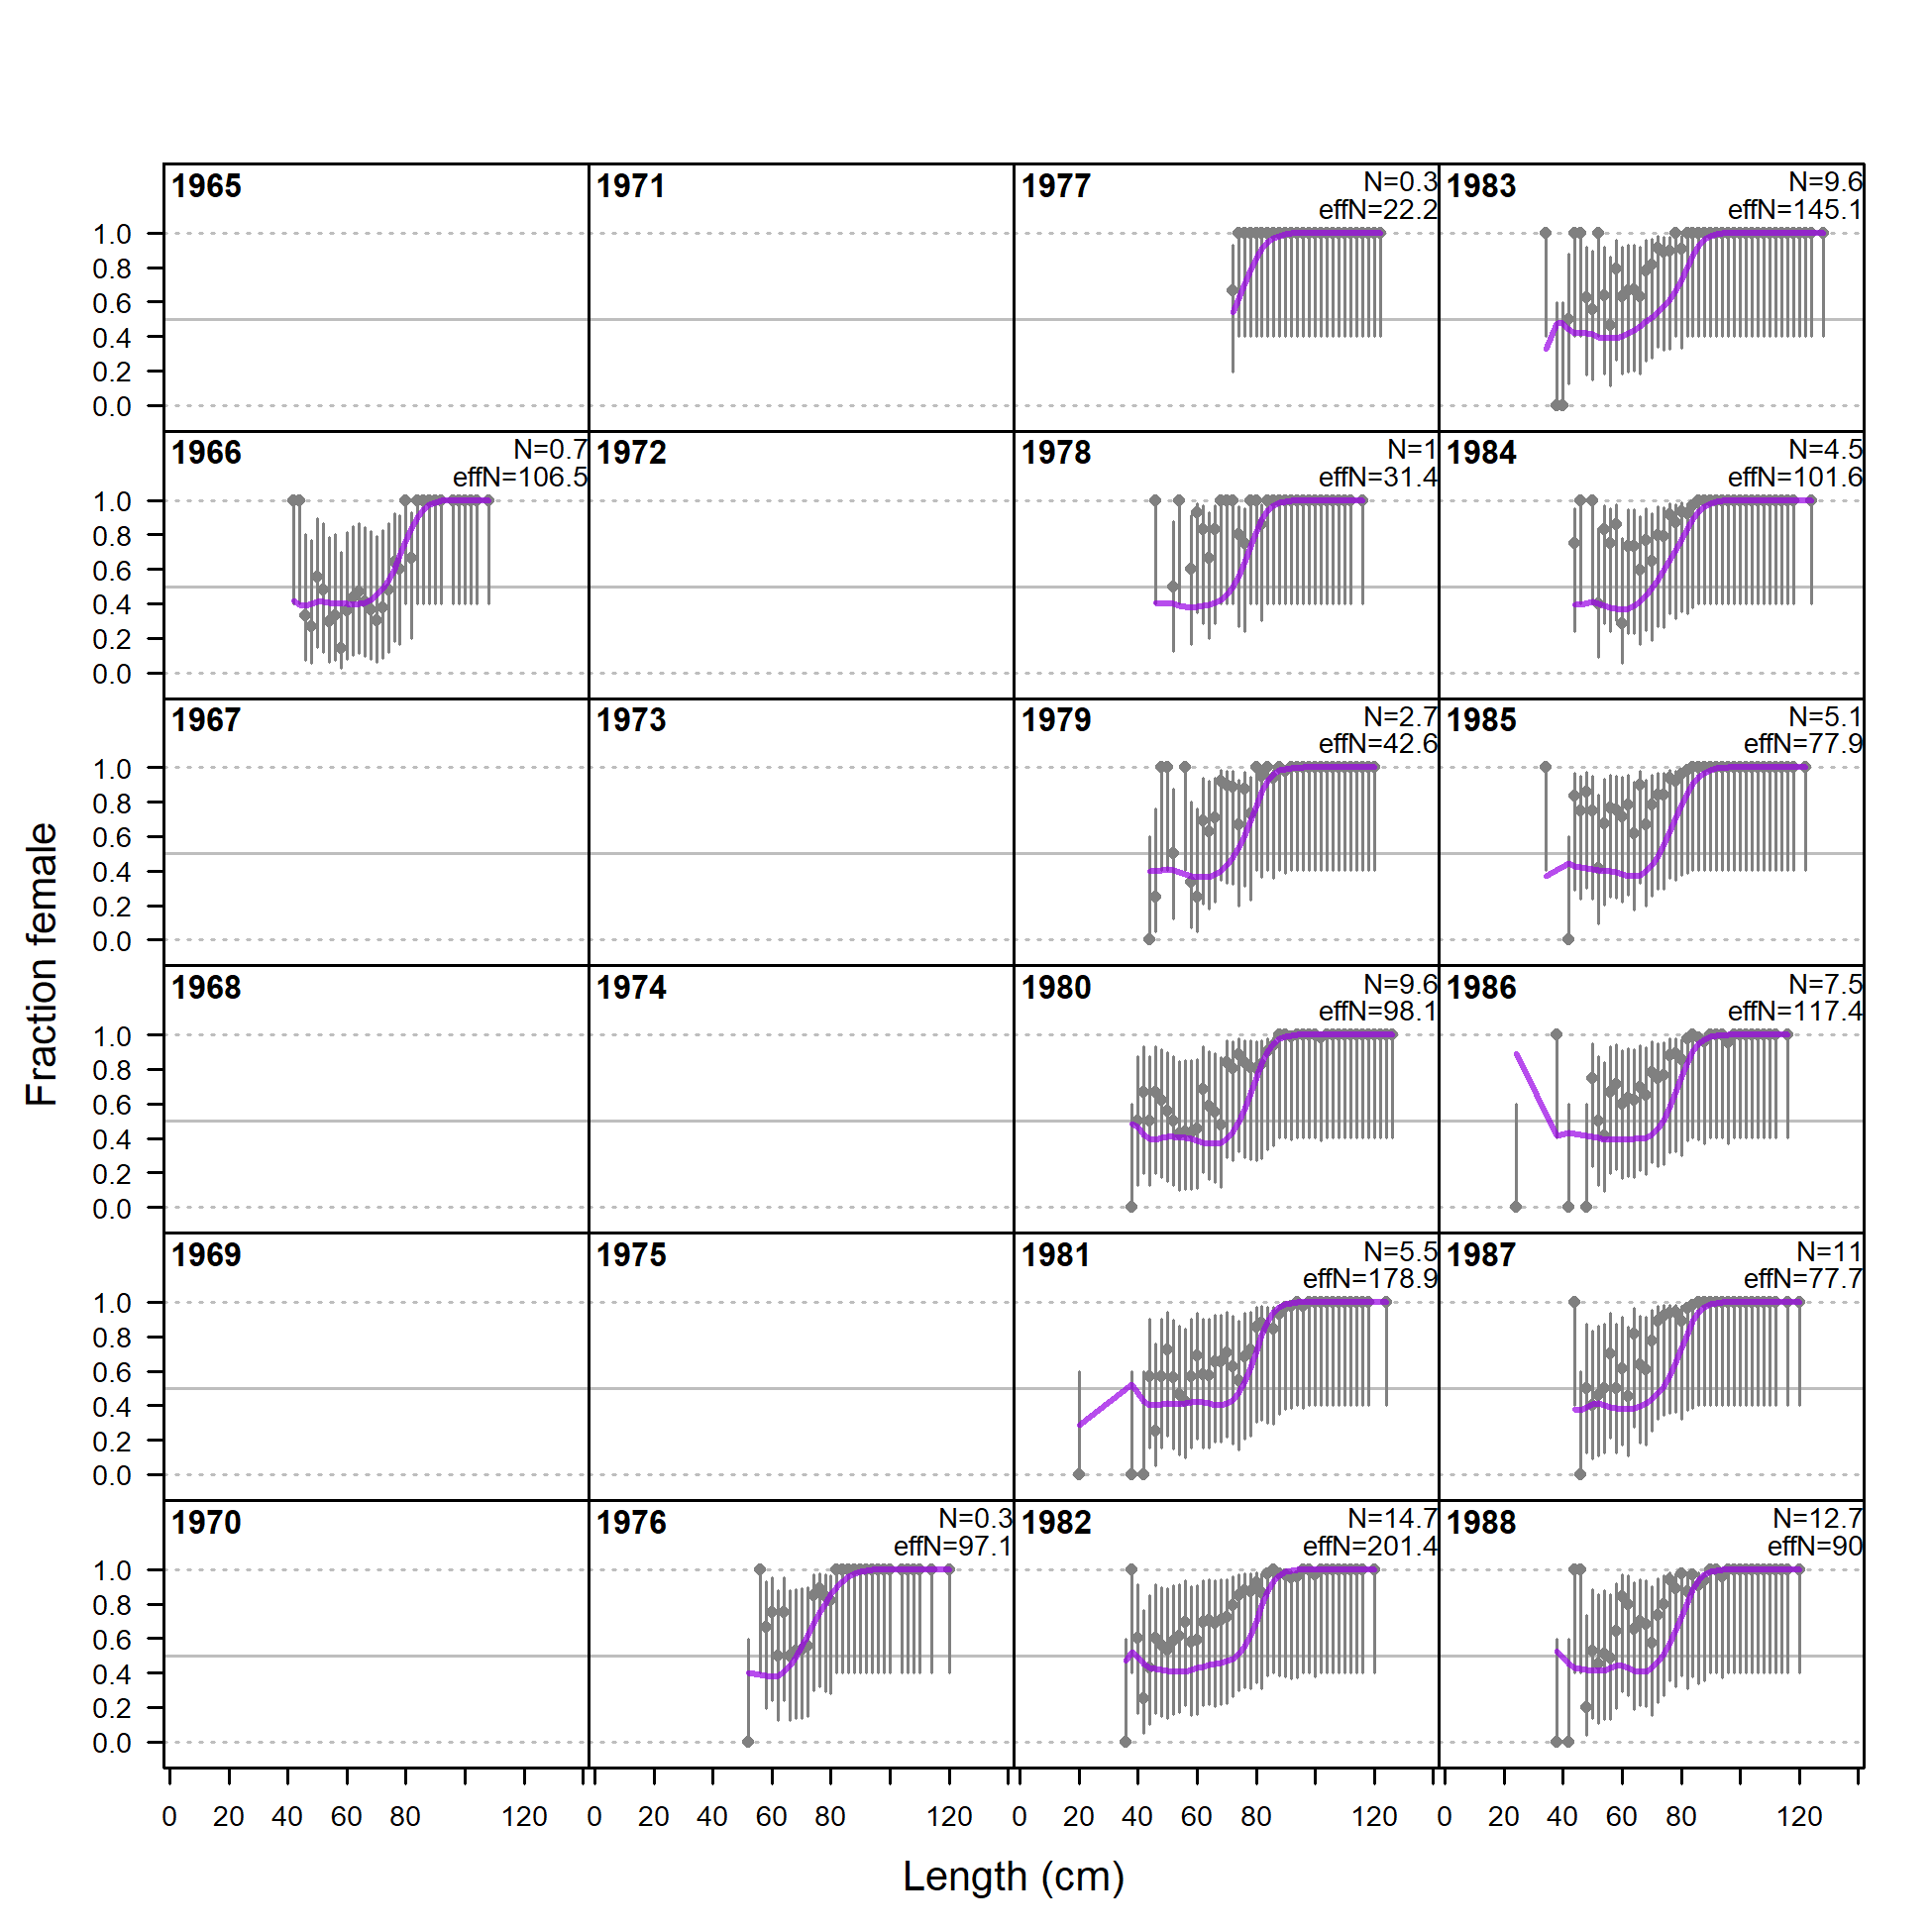 1965
1971
1977
N=0.3
effN=22.2
1983
N=9.6
effN=145.1
1.0
0.8
0.6
0.4
0.2
0.0
1966
N=0.7
effN=106.5
1972
1978
N=1
effN=31.4
1984
N=4.5
effN=101.6
1.0
0.8
0.6
0.4
0.2
0.0
1967
1973
1979
N=2.7
effN=42.6
1985
N=5.1
effN=77.9
1.0
0.8
0.6
0.4
0.2
0.0
Fraction female
1968
1974
1980
N=9.6
effN=98.1
1986
N=7.5
effN=117.4
1.0
0.8
0.6
0.4
0.2
0.0
1969
1975
1981
N=5.5
effN=178.9
1987
N=11
effN=77.7
1.0
0.8
0.6
0.4
0.2
0.0
1970
1976
N=0.3
effN=97.1
1982
N=14.7
effN=201.4
1988
N=12.7
effN=90
1.0
0.8
0.6
0.4
0.2
0.0
0 20 40 60 80 120 0 20 40 60 80 120 0 20 40 60 80 120 0 20 40 60 80 120
Length (cm)